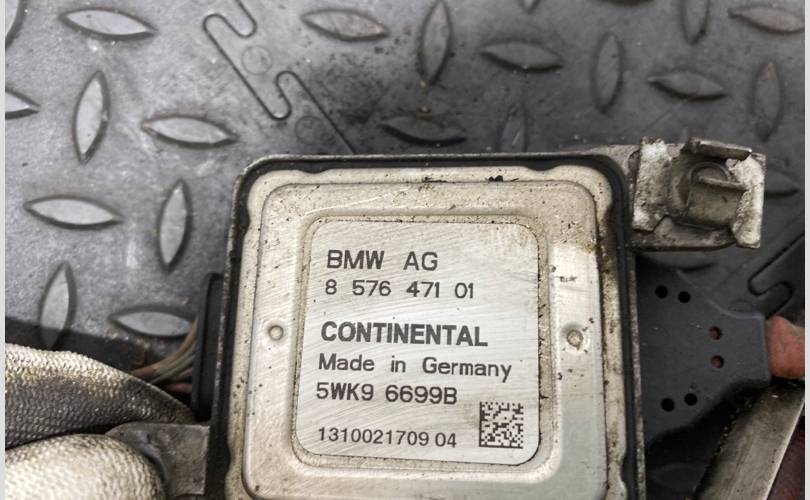 BMW AG
8 576 471 01
CONTINENTAL
Made in Germany
5WK9 6699B
1310021709 04